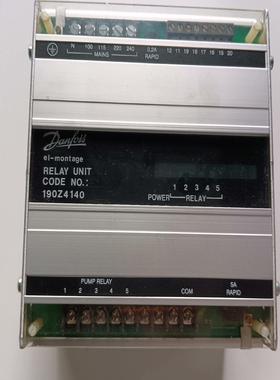 N 100 115 220 240 0,2A 12 11 19 18 17 16 15 20
MAINS RAPID
Danfoss
el-montage
RELAY UNIT
CODE NO.:
190Z4140
1 2 3 4 5
POWER RELAY
PUMP RELAY 5A
1 2 3 4 5 COM RAPID